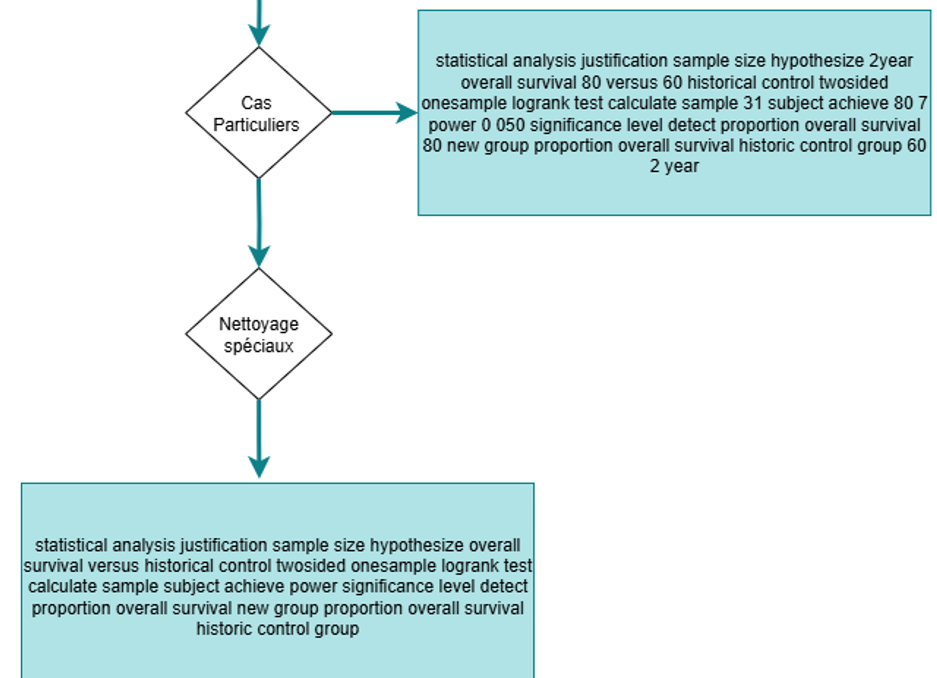 Cas
Particuliers
statistical analysis justification sample size hypothesize 2year
overall survival 80 versus 60 historical control twosided
onesample logrank test calculate sample 31 subject achieve 80 7
power 0 050 significance level detect proportion overall survival
80 new group proportion overall survival historic control group 60
2 year
Nettoyage
spéciaux
statistical analysis justification sample size hypothesize overall
survival versus historical control twosided onesample logrank test
calculate sample subject achieve power significance level detect
proportion overall survival new group proportion overall survival
historic control group